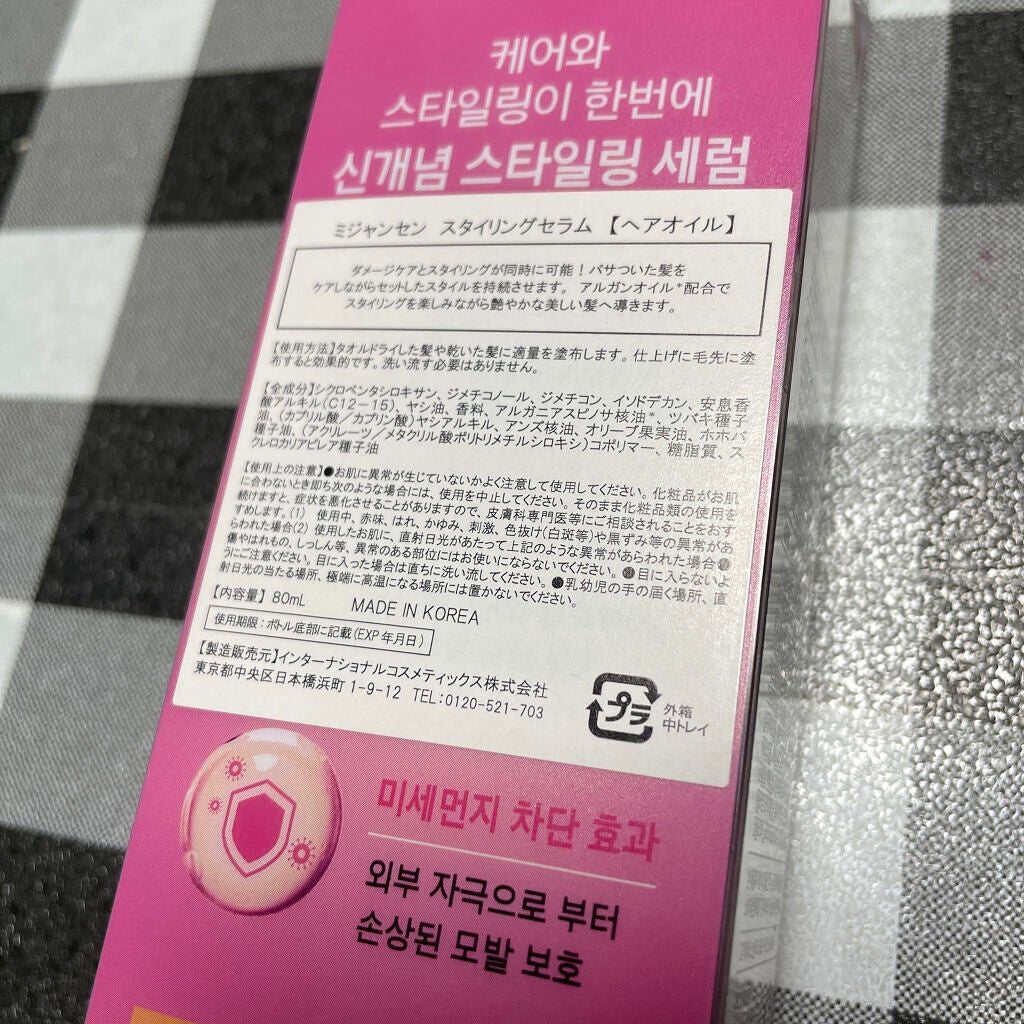 케어와
스타일링이 한번에
신개념 스타일링 세럼
ミジャンセン スタイリングセラム 【ヘアオイル】
ダメージケアとスタイリングが同時に可能！パサついた髪を
ケアしながらセットしたスタイルを持続させます。 アルガンオイル*配合で
スタイリングを楽しみながら艶やかな美しい髪へ導きます。
【使用方法】タオルドライした髪や乾いた髪に適量を塗布します。仕上げに毛先に塗
布すると効果的です。洗い流す必要はありません。
【全成分】シクロペンタシロキサン、ジメチコノール、ジメチコン、イソドデカン、安息香
酸アルキル（C12－15）、ヤシ油、香料、アルガニアスピノサ核油*、ツバキ種子
油、（カプリル酸／カプリン酸）ヤシアルキル、アンズ核油、オリーブ果実油、ホホバ
種子油、（アクリレーツ／メタクリル酸ポリトリメチルシロキシ）コポリマー、糖脂質、ス
クレロカリアビレア種子油
【使用上の注意】●お肌に異常が生じていないかよく注意して使用してください。化粧品がお肌
に合わないとき即ち次のような場合には、使用を中止してください。そのまま化粧品類の使用を
続けますと、症状を悪化させることがありますので、皮膚科専門医等にご相談されることをおす
すめします。（1） 使用中、赤味、はれ、かゆみ、刺激、色抜け（白斑等）や黒ずみ等の異常があ
らわれた場合（2） 使用したお肌に、直射日光があたって上記のような異常があらわれた場合●
傷やはれもの、しっしん等、異常のある部位にはお使いにならないでください。●目に入らないよ
うにご注意ください。目に入った場合は直ちに洗い流してください。●乳幼児の手の届く場所、直
射日光の当たる場所、極端に高温になる場所には置かないでください。
【内容量】 80mL MADE IN KOREA
使用期限：ボトル底部に記載（EXP 年月日）
【製造販売元】インターナショナルコスメティックス株式会社
東京都中央区日本橋浜町 1-9-12 TEL：0120-521-703
プラ
外箱
中トレイ
미세먼지 차단 효과
외부 자극으로 부터
손상된 모발 보호